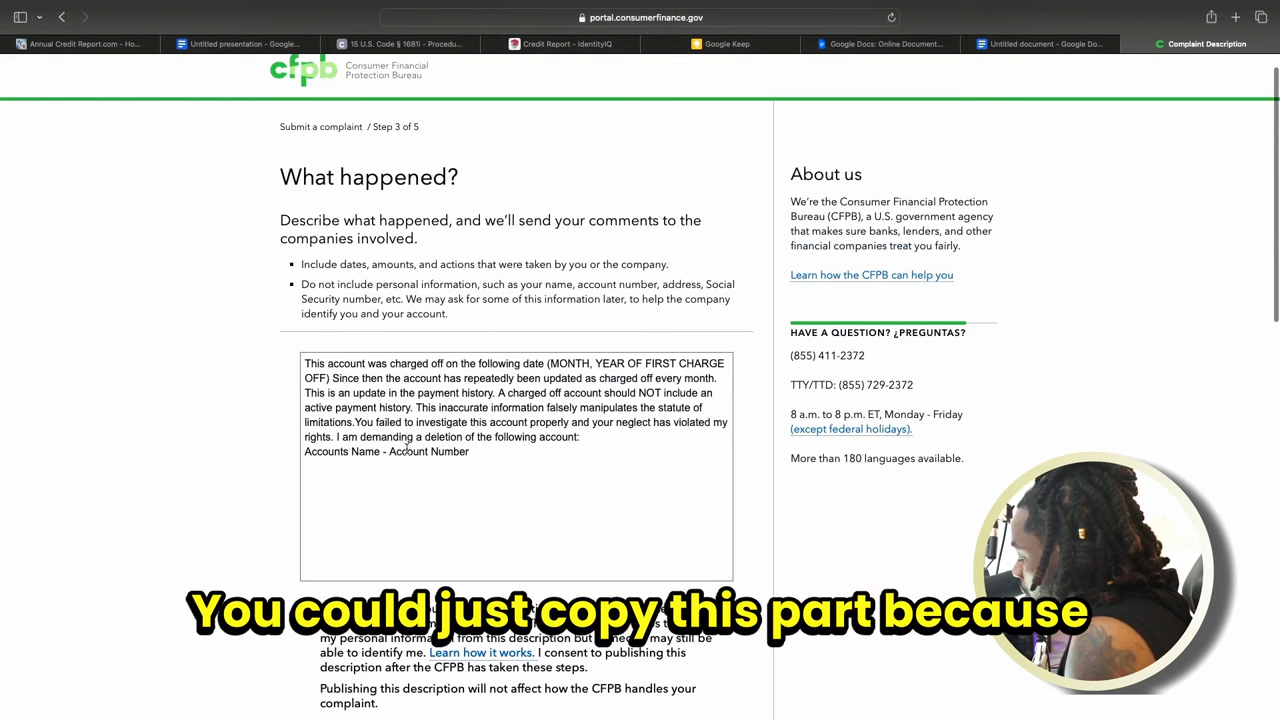 portal.consumerfinance.gov
Annual Credit Report.com - Ho...
Untitled presentation - Google...
15 U.S. Code § 1681i - Procedu...
Credit Report - IdentityIQ
Google Keep
Google Docs: Online Document...
Untitled document - Google Do...
Complaint Description
cfpb
Consumer Financial
Protection Bureau
Submit a complaint / Step 3 of 5
What happened?
Describe what happened, and we'll send your comments to the
companies involved.
Include dates, amounts, and actions that were taken by you or the company.
Do not include personal information, such as your name, account number, address, Social
Security number, etc. We may ask for some of this information later, to help the company
identify you and your account.
This account was charged off on the following date (MONTH, YEAR OF FIRST CHARGE
OFF) Since then the account has repeatedly been updated as charged off every month.
This is an update in the payment history. A charged off account should NOT include an
active payment history. This inaccurate information falsely manipulates the statute of
limitations.You failed to investigate this account properly and your neglect has violated my
rights. I am demanding a deletion of the following account:
Accounts Name - Account Number
About us
We're the Consumer Financial Protection
Bureau (CFPB), a U.S. government agency
that makes sure banks, lenders, and other
financial companies treat you fairly.
Learn how the CFPB can help you
HAVE A QUESTION? ¿PREGUNTAS?
(855) 411-2372
TTY/TTD: (855) 729-2372
8 a.m. to 8 p.m. ET, Monday - Friday
(except federal holidays).
More than 180 languages available.
You could just copy this part because
my personal from this description but may still be
able to identify me. Learn how it works. I consent to publishing this
description after the CFPB has taken these steps.
Publishing this description will not affect how the CFPB handles your
complaint.